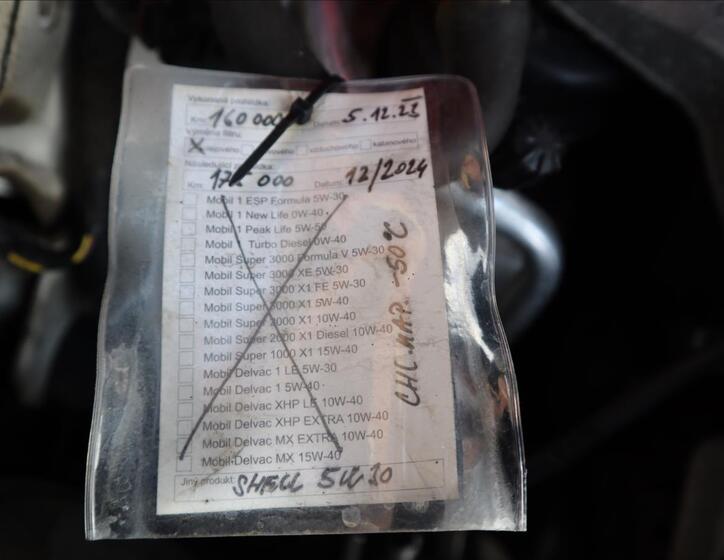 Vykonaná prohlídka:
Km: 160 000 Datum: 5.12.23
Výměna filtru:
X vzduchového kabinového
Km: 000 Datum: 12/2024
Mobil 1 ESP Formula 5W-30
Mobil 1 New Life 0W-40
Mobil 1 Peak Life 5W-50
Mobil 1 Turbo Diesel 0W-40
Mobil Super 3000 Formula V 5W-30
Mobil Super 3000 XE 5W-30
Mobil Super 3000 X1 FE 5W-30
Mobil Super 3000 X1 5W-40
Mobil Super 2000 X1 10W-40
Mobil Super 2000 X1 Diesel 10W-40
Mobil Super 1000 X1 15W-40
Mobil Delvac 1 LE 5W-30
Mobil Delvac 1 5W-40
Mobil Delvac XHP LE 10W-40
Mobil Delvac XHP EXTRA 10W-40
Mobil Delvac MX EXTRA 10W-40
Mobil Delvac MX 15W-40
Jiný produkt: SHELL 5W30
CHL. KAP. -50°C